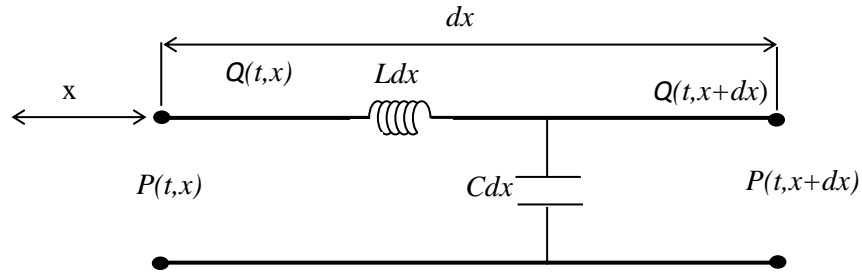 dx
Q(t,x)
Ldx
x
Q(t,x+dx)
P(t,x)
Cdx
P(t,x+dx)